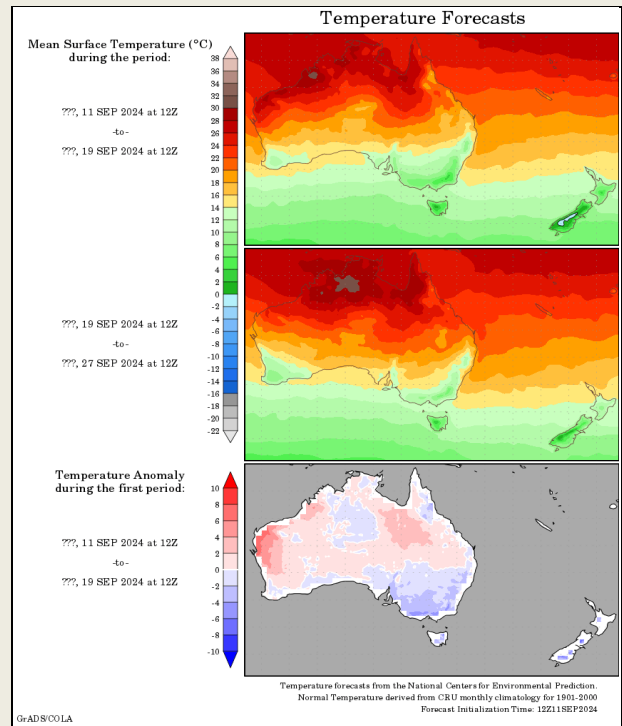 Temperature Forecasts
Mean Surface Temperature (°C)
during the period:
???, 11 SEP 2024 at 12Z
-to-
???, 19 SEP 2024 at 12Z
38
36
34
32
30
28
26
24
22
20
18
16
14
12
10
8
6
4
2
0
-2
-4
-6
-8
-10
-12
-14
-16
-18
-20
-22
???, 19 SEP 2024 at 12Z
-to-
???, 27 SEP 2024 at 12Z
Temperature Anomaly
during the first period:
???, 11 SEP 2024 at 12Z
-to-
???, 19 SEP 2024 at 12Z
10
8
6
4
2
0
-2
-4
-6
-8
-10
Temperature forecasts from the National Centers for Environmental Prediction.
Normal Temperature derived from CRU monthly climatology for 1901-2000
Forecast Initialization Time: 12Z11SEP2024
GrADS/COLA